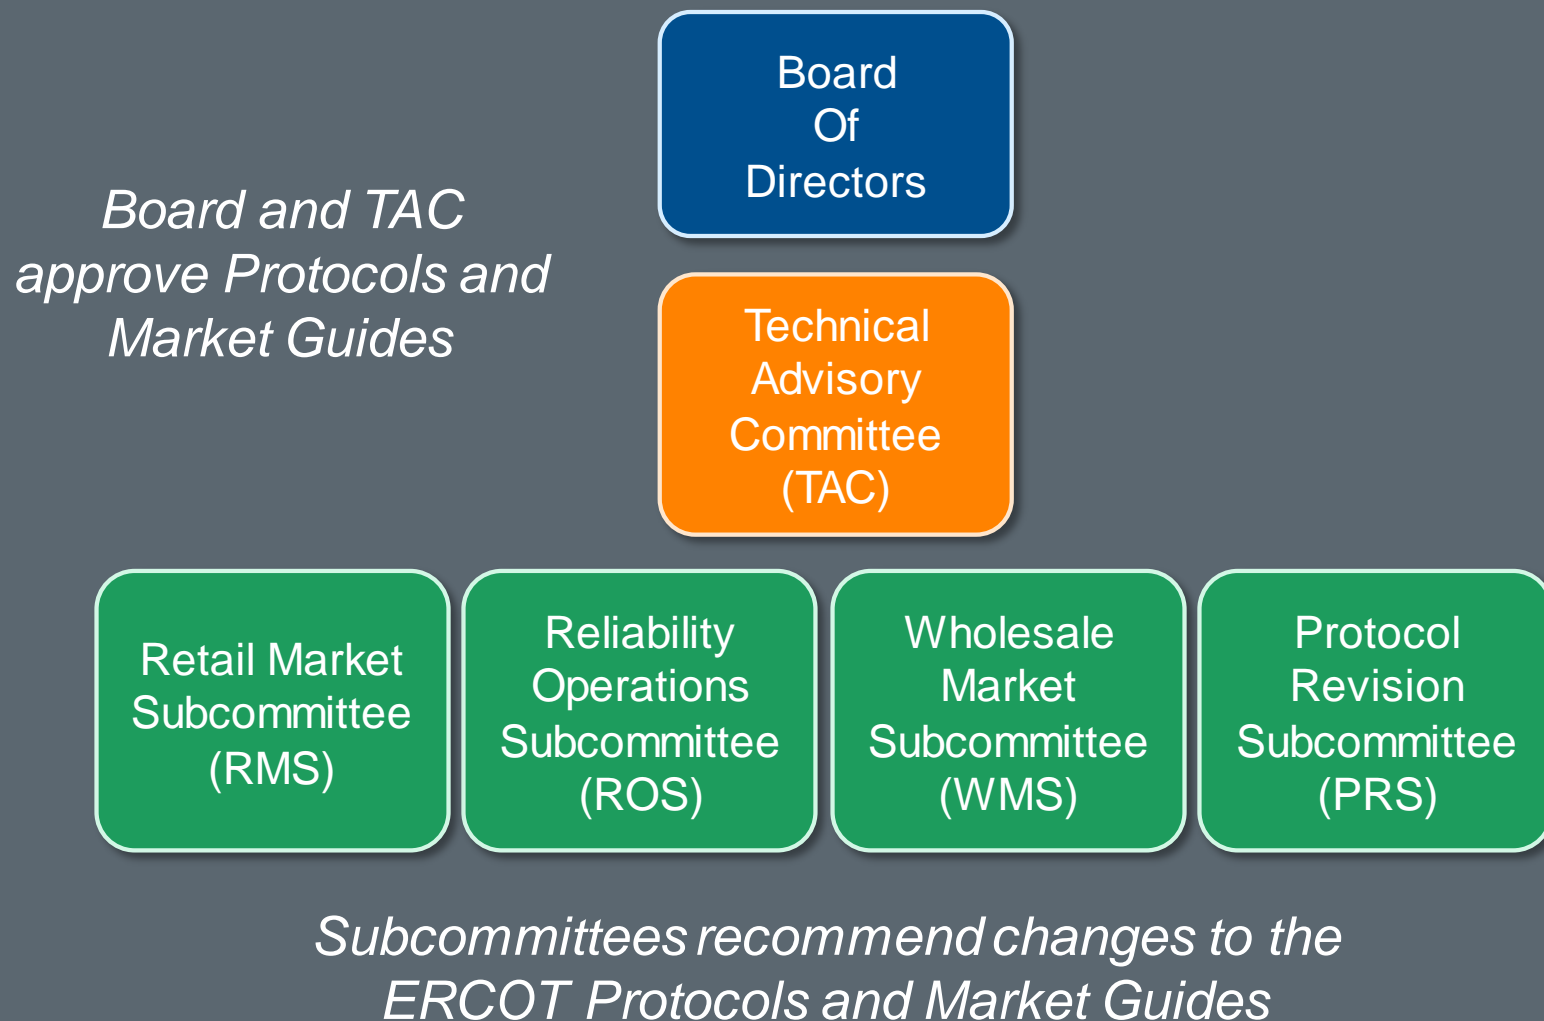 Board
Of
Directors
Board and TAC
approve Protocols and
Market Guides
Technical
Advisory
Committee
(TAC)
Retail Market
Subcommittee
(RMS)
Reliability
Operations
Subcommittee
(ROS)
Wholesale
Market
Subcommittee
(WMS)
Protocol
Revision
Subcommittee
(PRS)
Subcommittees recommend changes to the
ERCOT Protocols and Market Guides